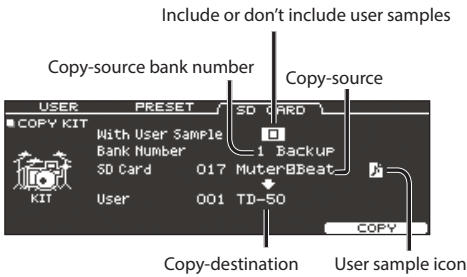 Include or don't include user samples
Copy-source bank number
Copy-source
USER PRESET SD CARD
COPY KIT
With User Sample
Bank Number 1 Backup
SD Card 017 Muter&Beat
KIT User 001 TD-50
COPY
Copy-destination
User sample icon